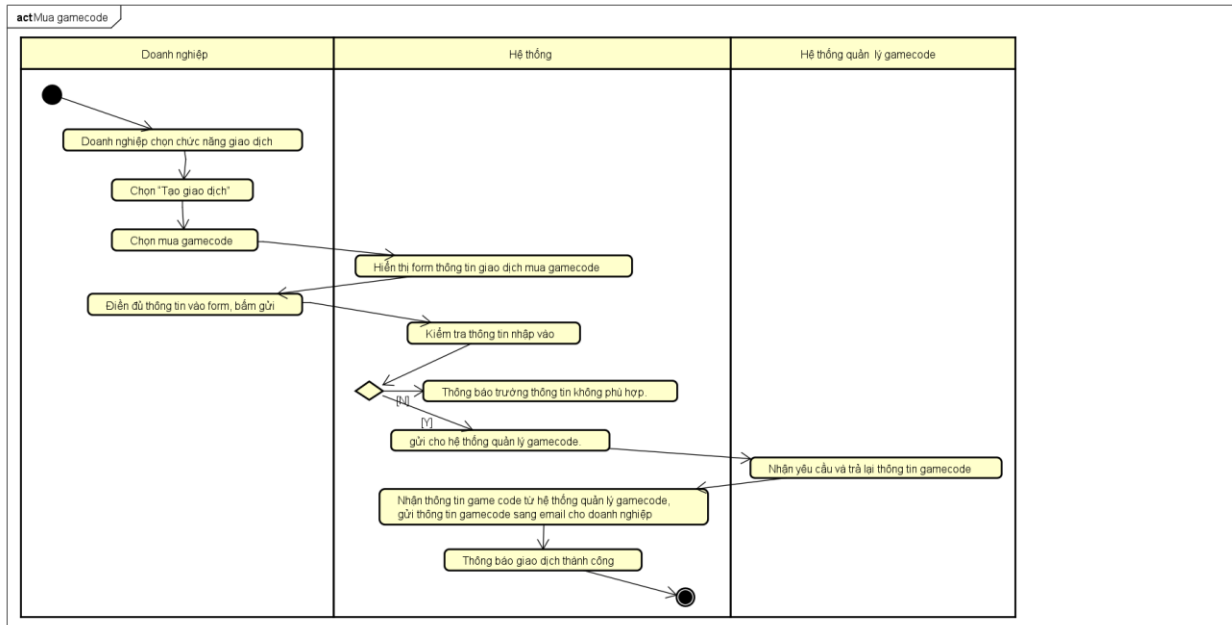 act Mua gamecode
Doanh nghiệp
Hệ thống
Hệ thống quản lý gamecode
Doanh nghiệp chọn chức năng giao dịch
Chọn "Tạo giao dịch"
Chọn mua gamecode
Hiển thị form thông tin giao dịch mua gamecode
Điền đủ thông tin vào form, bấm gửi
Kiểm tra thông tin nhập vào
Thông báo trường thông tin không phù hợp.
[N]
[Y]
gửi cho hệ thống quản lý gamecode.
Nhận yêu cầu và trả lại thông tin gamecode
Nhận thông tin game code từ hệ thống quản lý gamecode,
gửi thông tin gamecode sang email cho doanh nghiệp
Thông báo giao dịch thành công